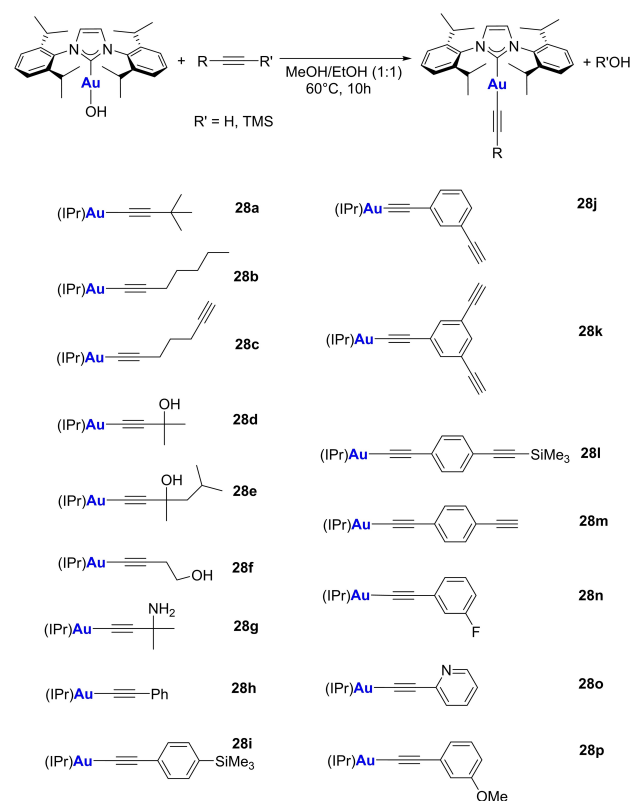 N N
Au
OH
+ R R'
MeOH/EtOH (1:1)
60°C, 10h
R' = H, TMS
N N
Au
R
+ R'OH
(IPr)Au 28a
(IPr)Au 28b
(IPr)Au 28c
OH
(IPr)Au 28d
OH
(IPr)Au 28e
(IPr)Au OH 28f
NH2
(IPr)Au 28g
(IPr)Au Ph 28h
(IPr)Au SiMe3 28i
(IPr)Au 28j
(IPr)Au 28k
(IPr)Au SiMe3 28l
(IPr)Au 28m
(IPr)Au F 28n
N
(IPr)Au 28o
(IPr)Au OMe 28p